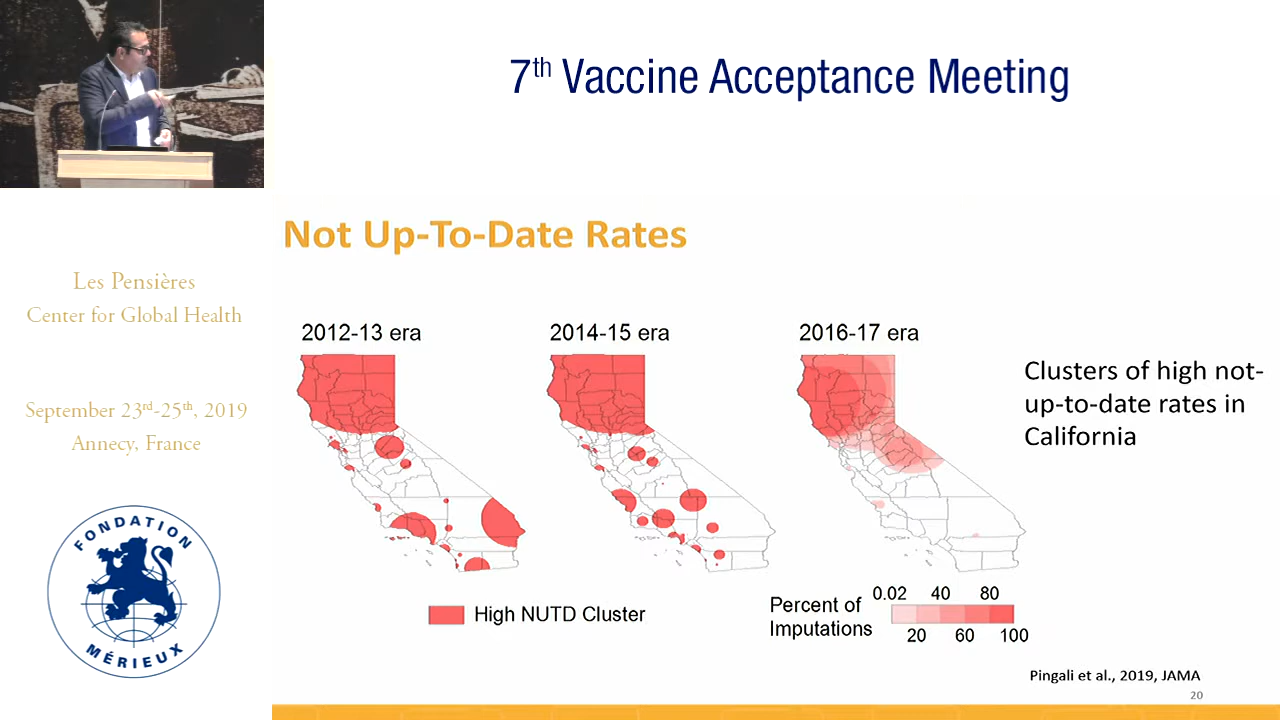 7th Vaccine Acceptance Meeting
Les Pensières
Center for Global Health
September 23rd-25th, 2019
Annecy, France
FONDATION
MÉRIEUX
Not Up-To-Date Rates
2012-13 era
2014-15 era
2016-17 era
Clusters of high not-
up-to-date rates in
California
High NUTD Cluster
Percent of
Imputations
0.02 40 80
20 60 100
Pingali et al., 2019, JAMA
20